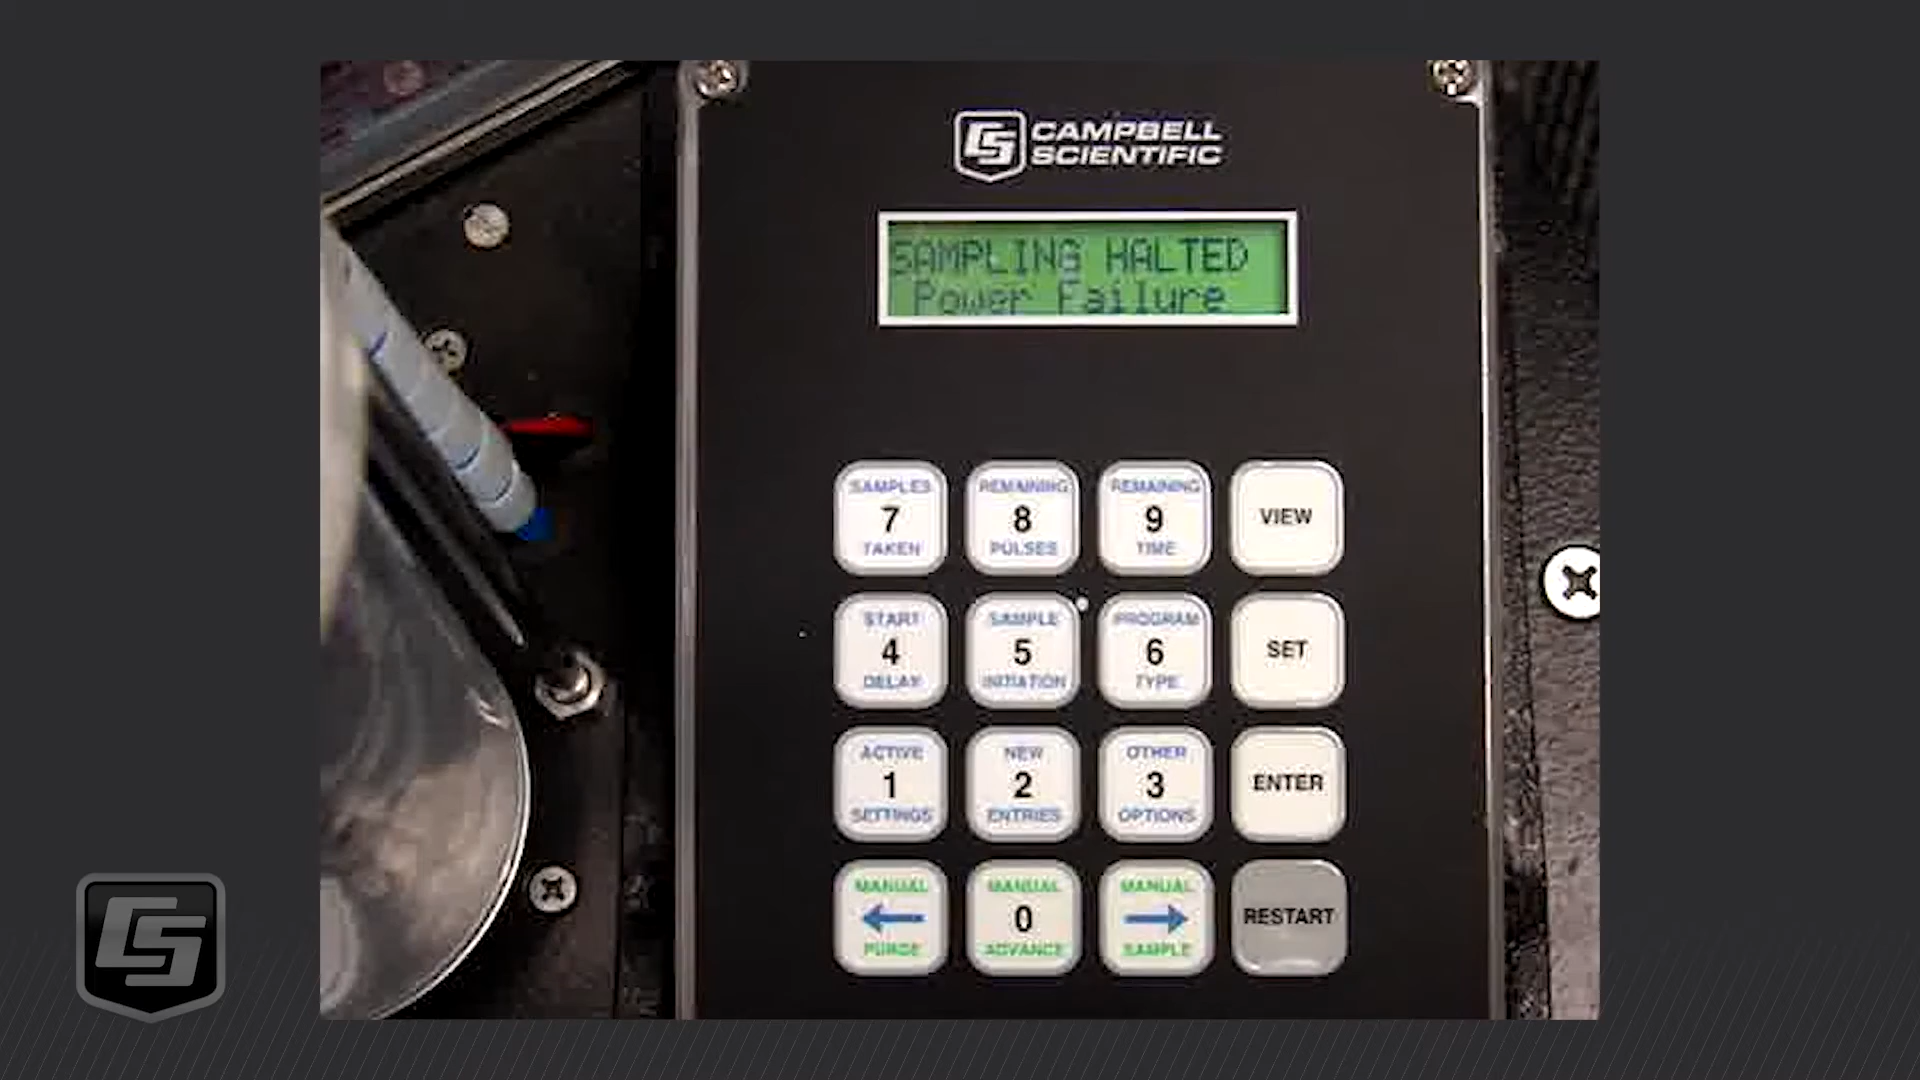 CAMPBELL
SCIENTIFIC
SAMPLING HALTED
Power Failure
SAMPLES
7
TAKEN
REMAINING
8
PULSES
REMAINING
9
TIME
VIEW
START
4
DELAY
SAMPLE
5
INITIATION
PROGRAM
6
TYPE
SET
ACTIVE
1
SETTINGS
NEW
2
ENTRIES
OTHER
3
OPTIONS
ENTER
MANUAL
PURGE
MANUAL
0
ADVANCE
MANUAL
SAMPLE
RESTART